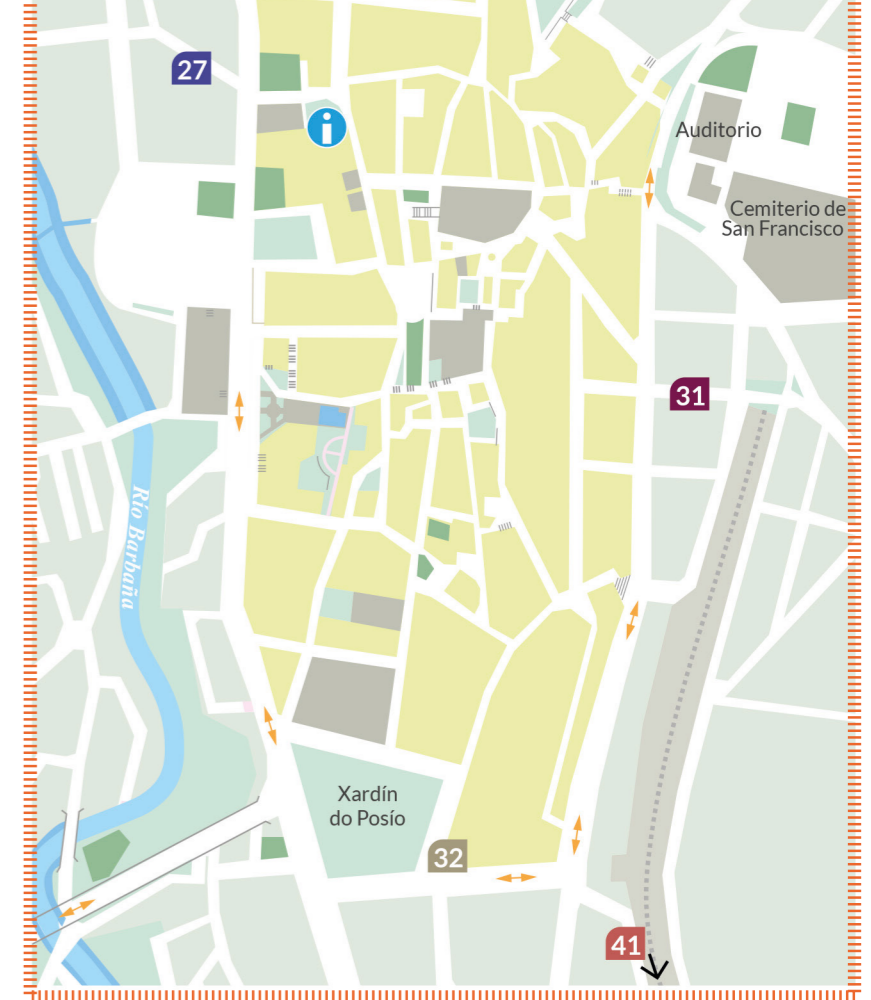 27
i
Auditorio
Cemiterio de
San Francisco
31
Río Barbaña
Xardín
do Posío
32
41